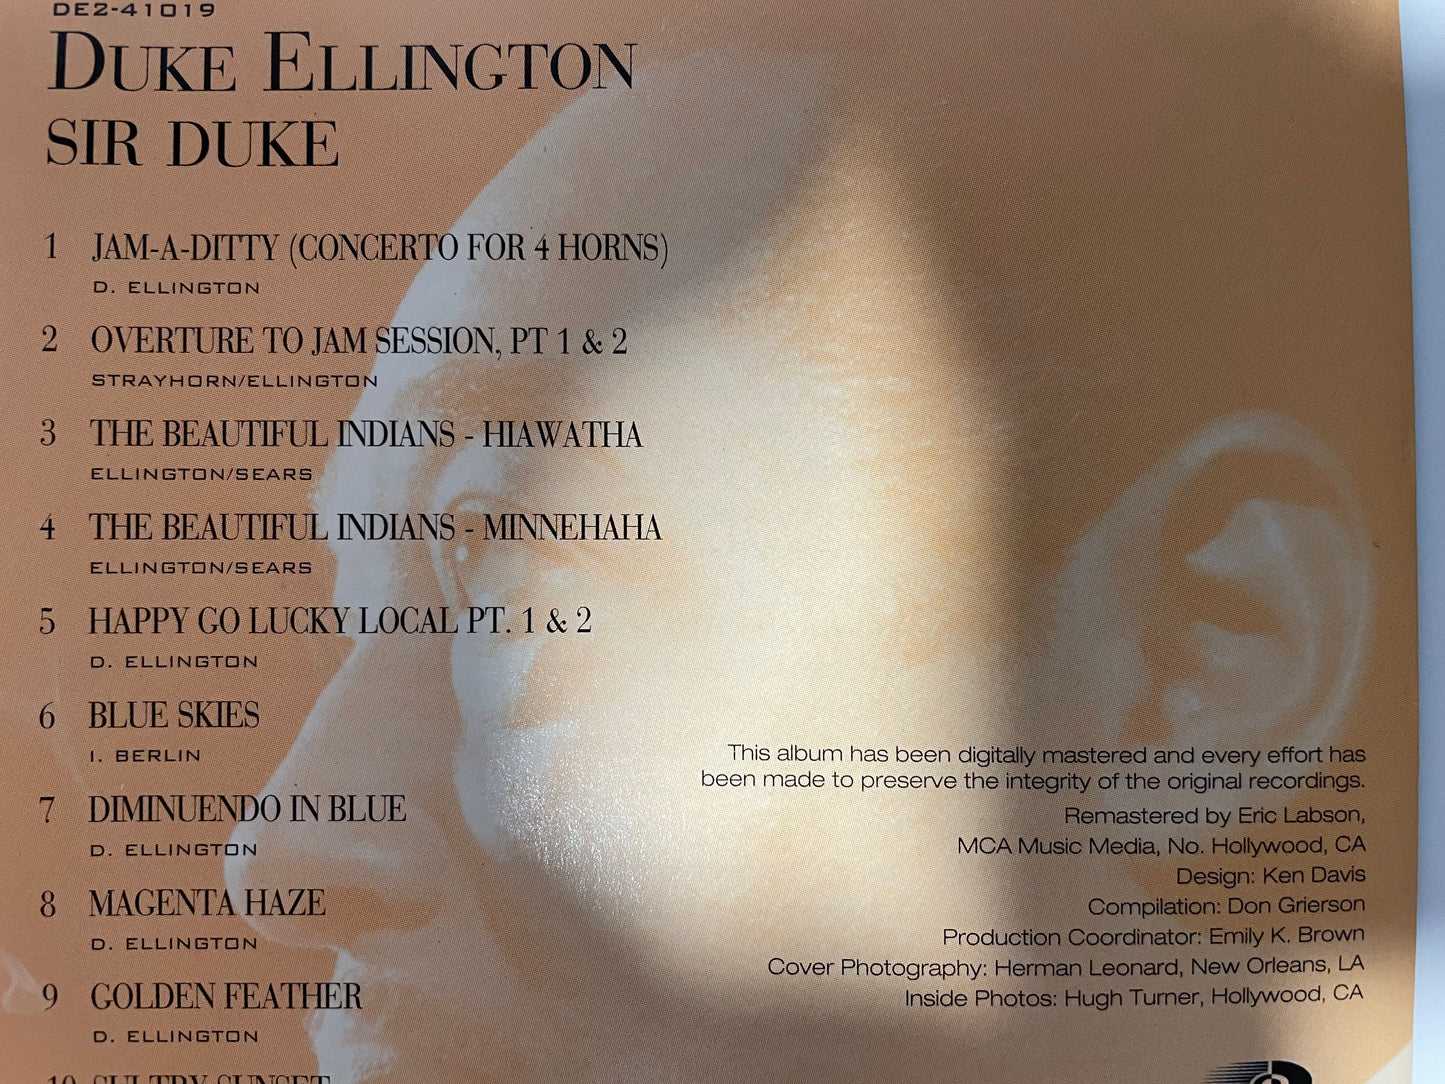 DE2-41019
DUKE ELLINGTON
SIR DUKE
1 JAM-A-DITTY (CONCERTO FOR 4 HORNS)
D. ELLINGTON
2 OVERTURE TO JAM SESSION, PT 1 & 2
STRAYHORN/ELLINGTON
3 THE BEAUTIFUL INDIANS - HIAWATHA
ELLINGTON/SEARS
4 THE BEAUTIFUL INDIANS - MINNEHAHA
ELLINGTON/SEARS
5 HAPPY GO LUCKY LOCAL PT. 1 & 2
D. ELLINGTON
6 BLUE SKIES
I. BERLIN
7 DIMINUENDO IN BLUE
D. ELLINGTON
8 MAGENTA HAZE
D. ELLINGTON
9 GOLDEN FEATHER
D. ELLINGTON
10 SULTRY SUNSET
This album has been digitally mastered and every effort has
been made to preserve the integrity of the original recordings.
Remastered by Eric Labson,
MCA Music Media, No. Hollywood, CA
Design: Ken Davis
Compilation: Don Grierson
Production Coordinator: Emily K. Brown
Cover Photography: Herman Leonard, New Orleans, LA
Inside Photos: Hugh Turner, Hollywood, CA